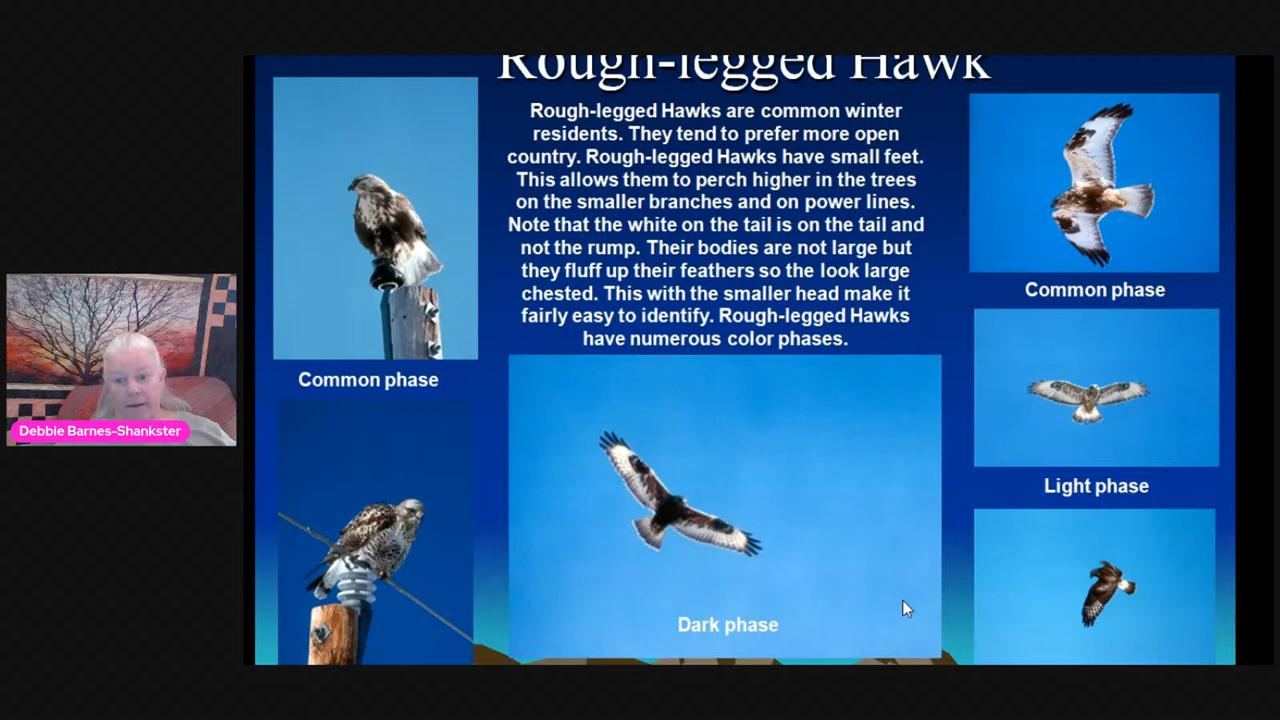 Rough-legged Hawk
Rough-legged Hawks are common winter
residents. They tend to prefer more open
country. Rough-legged Hawks have small feet.
This allows them to perch higher in the trees
on the smaller branches and on power lines.
Note that the white on the tail is on the tail and
not the rump. Their bodies are not large but
they fluff up their feathers so the look large
chested. This with the smaller head make it
fairly easy to identify. Rough-legged Hawks
have numerous color phases.
Common phase
Common phase
Light phase
Dark phase
Debbie Barnes-Shankster